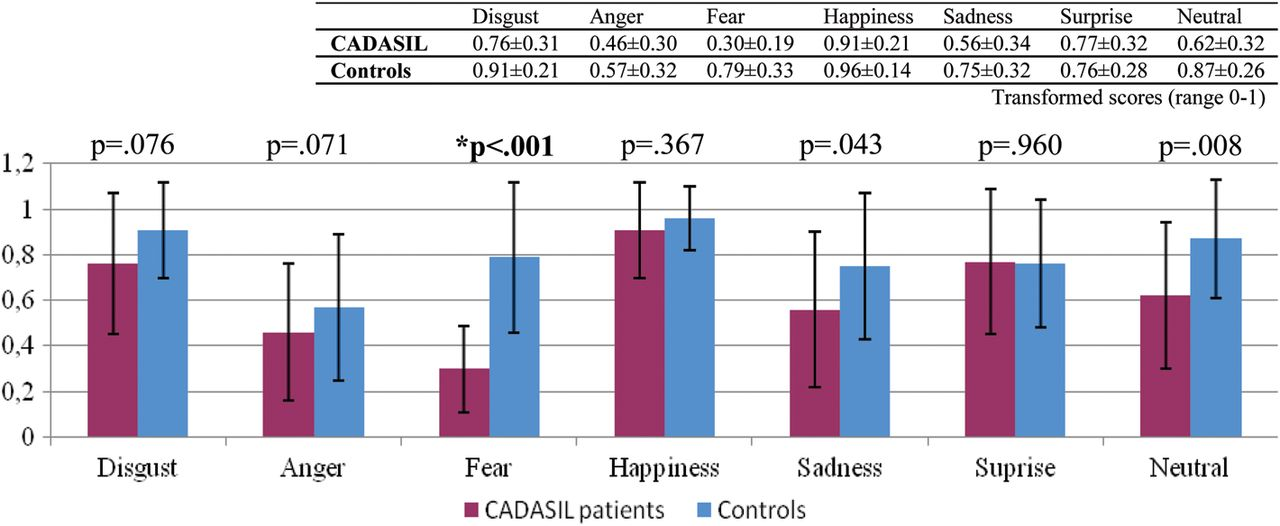 Disgust Anger Fear Happiness Sadness Surprise Neutral
CADASIL 0.76±0.31 0.46±0.30 0.30±0.19 0.91±0.21 0.56±0.34 0.77±0.32 0.62±0.32
Controls 0.91±0.21 0.57±0.32 0.79±0.33 0.96±0.14 0.75±0.32 0.76±0.28 0.87±0.26
Transformed scores (range 0-1)
p=.076 p=.071 *p<.001 p=.367 p=.043 p=.960 p=.008
1,2
1
0,8
0,6
0,4
0,2
0
Disgust Anger Fear Happiness Sadness Suprise Neutral
CADASIL patients Controls